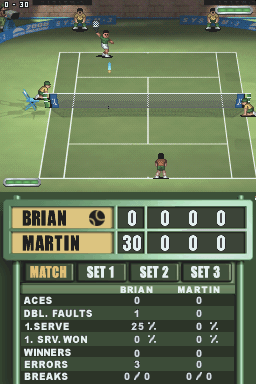 0 - 30
BRIAN 0 0 0 0
MARTIN 30 0 0 0
MATCH SET 1 SET 2 SET 3
BRIAN MARTIN
ACES 0 0
DBL. FAULTS 1 0
1.SERVE 25 % 0 %
1. SRV.WON 0 % 0 %
WINNERS 0 0
ERRORS 3 0
BREAKS 0 / 0 0 / 0